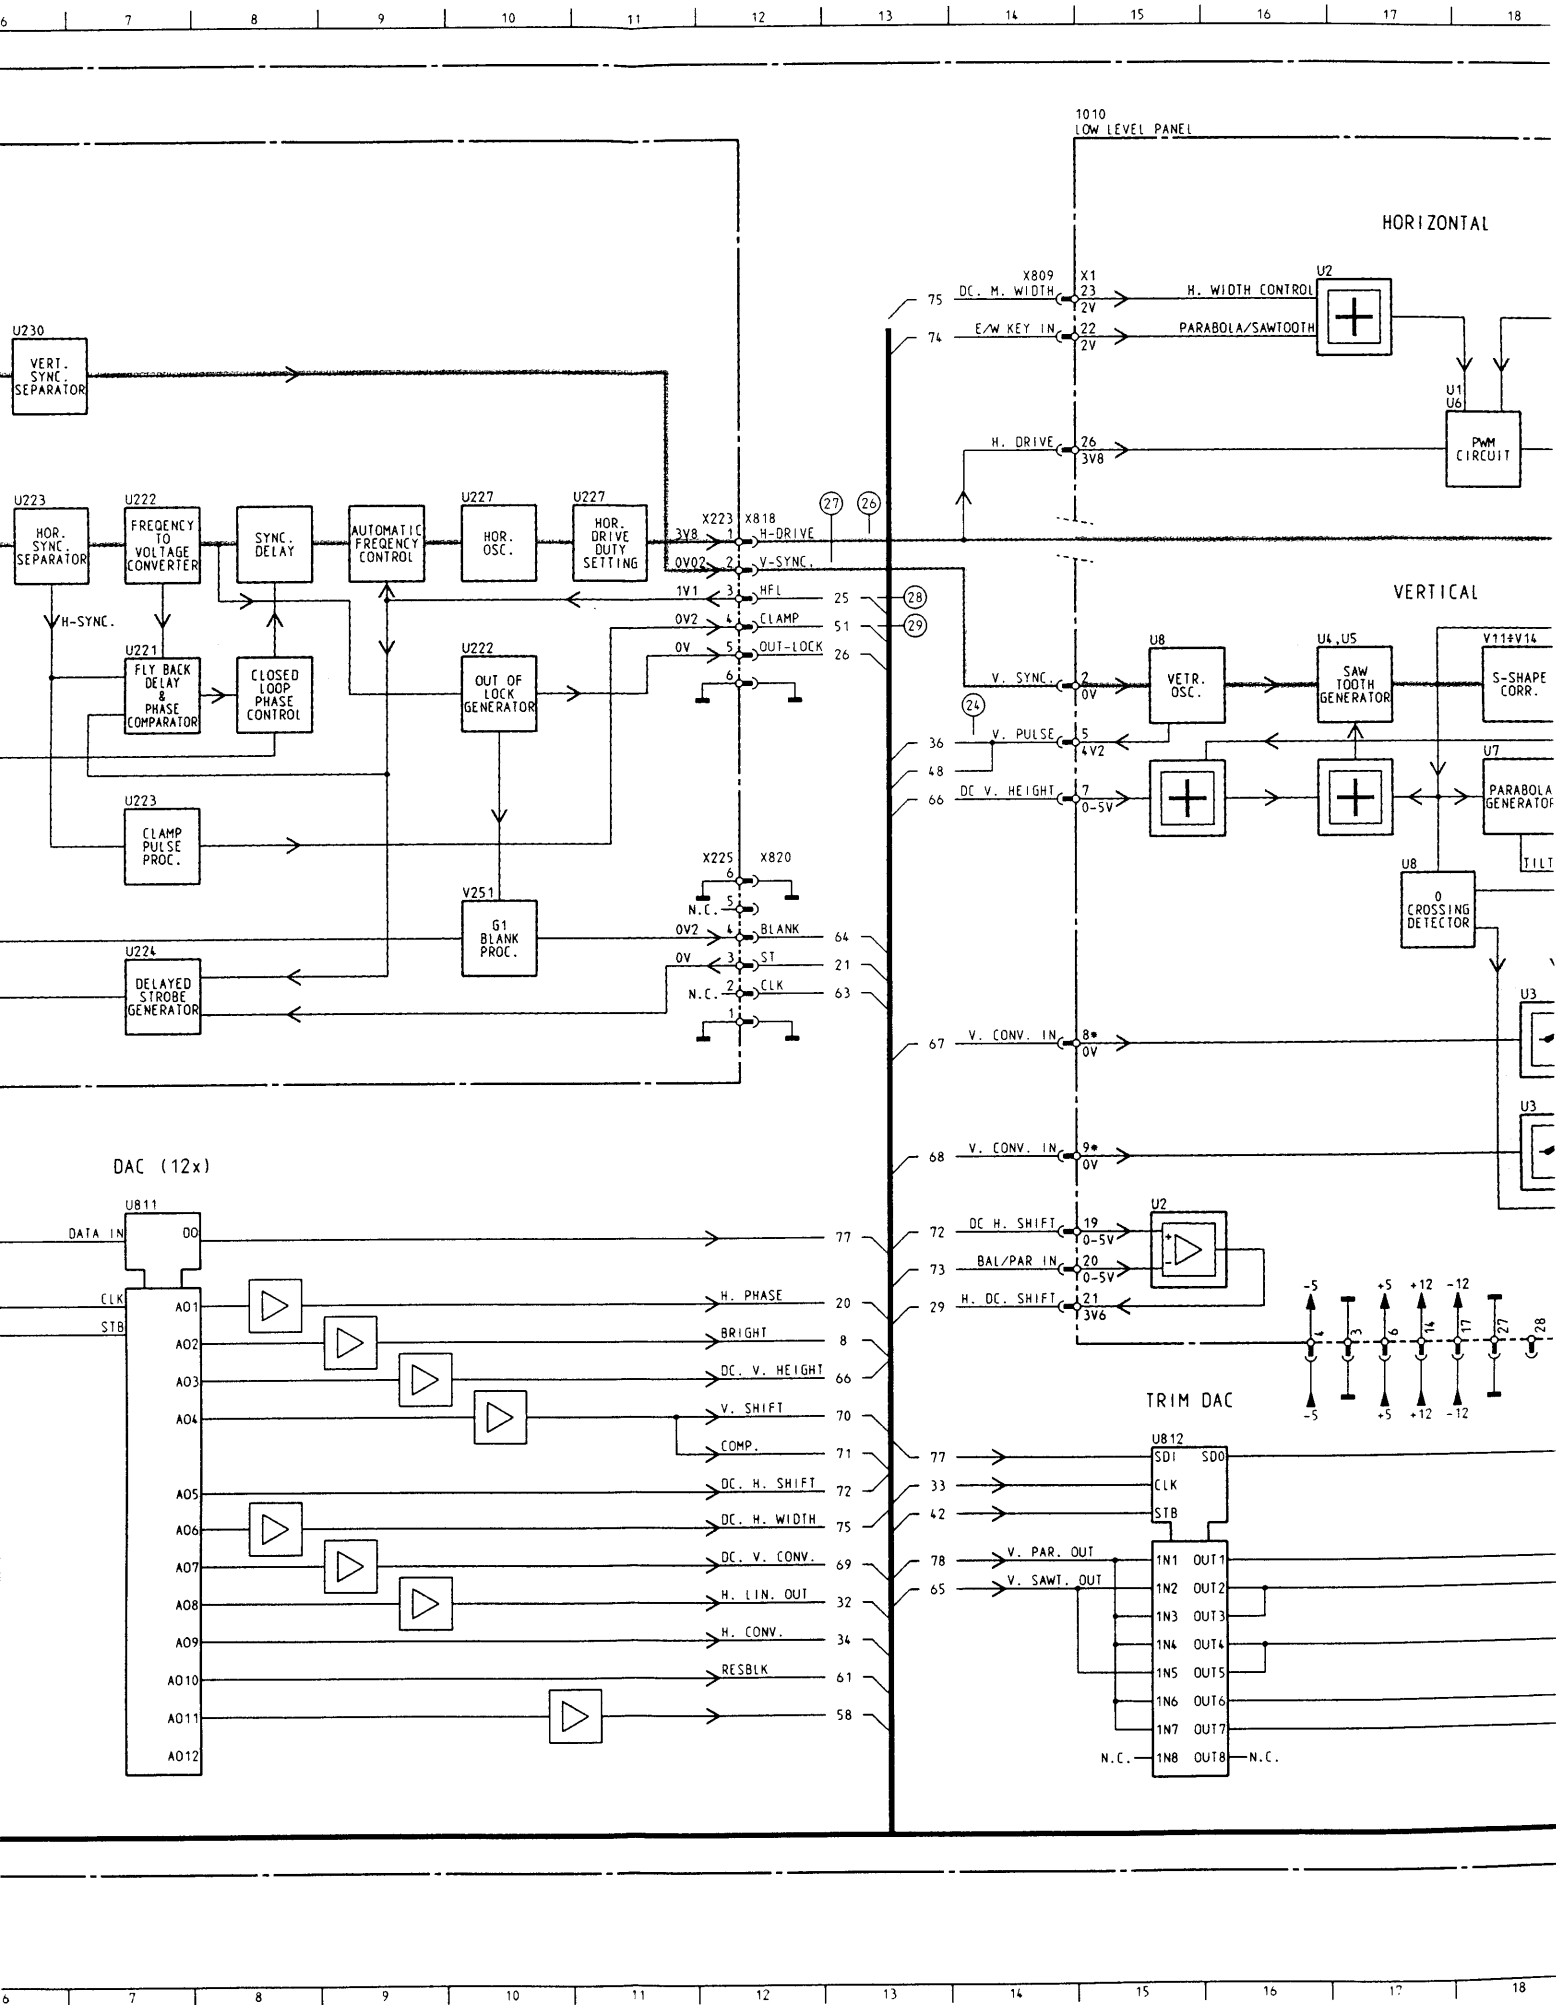 6 7 8 9 10 11 12 13 14 15 16 17 18
1010
LOW LEVEL PANEL
HORIZONTAL
X809 X1
75 DC. M. WIDTH 23
2V
H. WIDTH CONTROL
U2
74 E/W KEY IN 22
2V
PARABOLA/SAWTOOTH
U230
VERT.
SYNC.
SEPARATOR
U1
U6
PWM
CIRCUIT
H. DRIVE 26
3V8
U223
HOR.
SYNC.
SEPARATOR
U222
FREQENCY
TO
VOLTAGE
CONVERTER
SYNC.
DELAY
AUTOMATIC
FREQENCY
CONTROL
U227
HOR.
OSC.
U227
HOR.
DRIVE
DUTY
SETTING
X223 X818
3V8 1 H-DRIVE
27 26
0V02 2 V-SYNC.
1V1 3 HFL 25 28
0V2 4 CLAMP 51 29
0V 5 OUT-LOCK 26
6
H-SYNC.
U221
FLY BACK
DELAY
&
PHASE
COMPARATOR
CLOSED
LOOP
PHASE
CONTROL
U222
OUT OF
LOCK
GENERATOR
VERTICAL
V. SYNC. 2
0V
U8
VETR.
OSC.
U4,U5
SAW
TOOTH
GENERATOR
V11÷V14
S-SHAPE
CORR.
24
36 V. PULSE 5
4V2
48
66 DC V. HEIGHT 7
0-5V
U7
PARABOLA
GENERATOR
TILT
U8
0
CROSSING
DETECTOR
U223
CLAMP
PULSE
PROC.
X225 X820
6
N.C. 5
V251
G1
BLANK
PROC.
0V2 4 BLANK 64
0V 3 ST 21
N.C. 2 CLK 63
1
U224
DELAYED
STROBE
GENERATOR
67 V. CONV. IN 8*
0V
U3
68 V. CONV. IN 9*
0V
U3
DAC (12x)
U811
DATA IN DO 77
CLK
STB
AO1 H. PHASE 20
AO2 BRIGHT 8
AO3 DC. V. HEIGHT 66
AO4 V. SHIFT 70
COMP. 71
AO5 DC. H. SHIFT 72
AO6 DC. H. WIDTH 75
AO7 DC. V. CONV. 69
AO8 H. LIN. OUT 32
AO9 H. CONV. 34
AO10 RESBLK 61
AO11 58
AO12
72 DC H. SHIFT 19
0-5V
U2
+
-
73 BAL/PAR IN 20
0-5V
29 H. DC. SHIFT 21
3V6
-5 +5 +12 -12
4 3 6 14 17 27 28
-5 +5 +12 -12
TRIM DAC
U812
77 SDI SDO
33 CLK
42 STB
78 V. PAR. OUT 1N1 OUT1
65 V. SAWT. OUT 1N2 OUT2
1N3 OUT3
1N4 OUT4
1N5 OUT5
1N6 OUT6
1N7 OUT7
N.C. 1N8 OUT8 N.C.
6 7 8 9 10 11 12 13 14 15 16 17 18